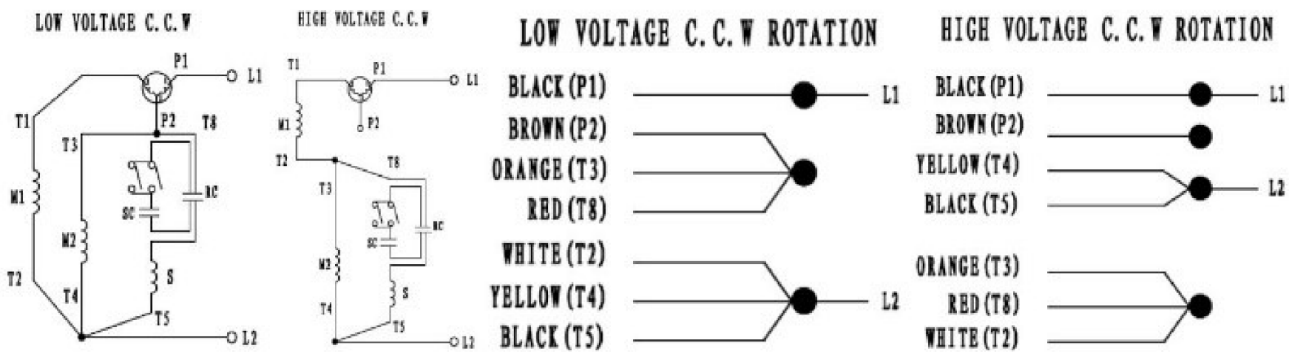 LOW VOLTAGE C.C.W
P1
L1
T1
P2
T8
T3
M1
RC
SC
M2
T2
S
T4
T5
L2
HIGH VOLTAGE C.C.W
T1
P1
L1
M1
P2
T2
T8
T3
SC
RC
M2
S
T4
T5
L2
LOW VOLTAGE C.C.W ROTATION
BLACK(P1)
L1
BROWN(P2)
ORANGE(T3)
RED(T8)
WHITE(T2)
YELLOW(T4)
L2
BLACK(T5)
HIGH VOLTAGE C.C.W ROTATION
BLACK(P1)
L1
BROWN(P2)
YELLOW(T4)
L2
BLACK(T5)
ORANGE(T3)
RED(T8)
WHITE(T2)